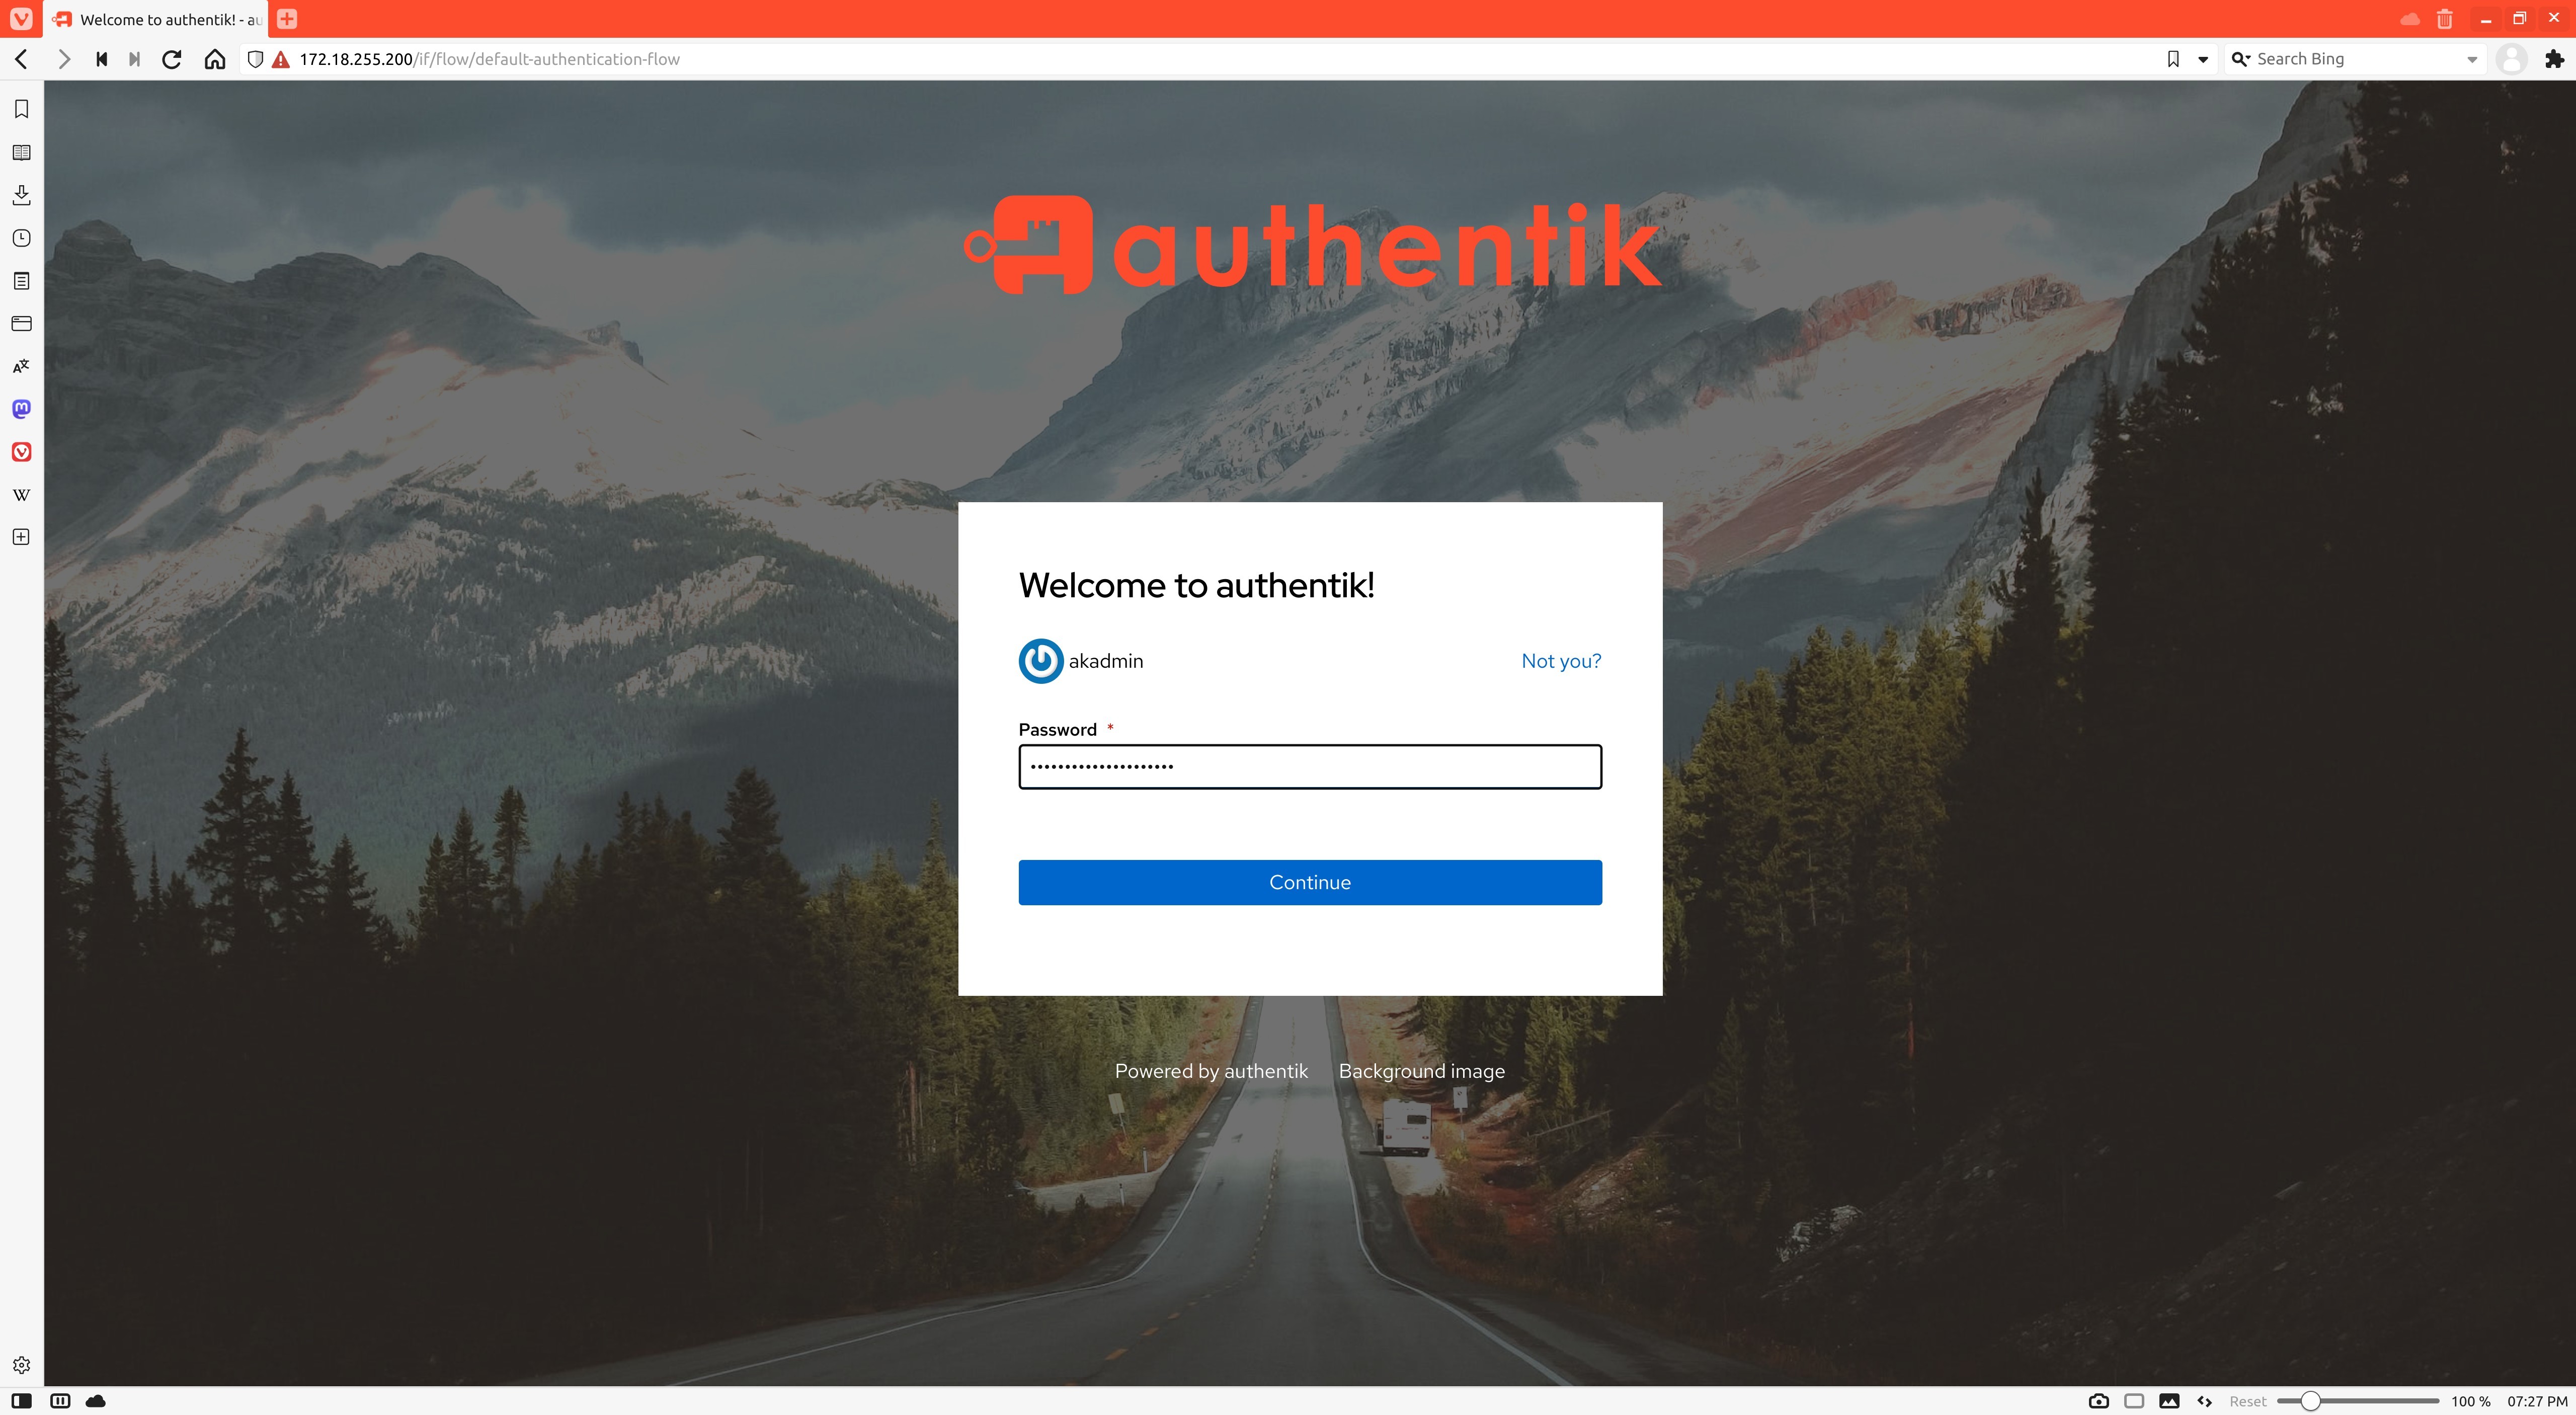 Welcome to authentik! - au
172.18.255.200/if/flow/default-authentication-flow
Search Bing
authentik
Welcome to authentik!
akadmin
Not you?
Password *
•••••••••••••••••••••
Continue
Powered by authentik
Background image
Reset
100 %
07:27 PM